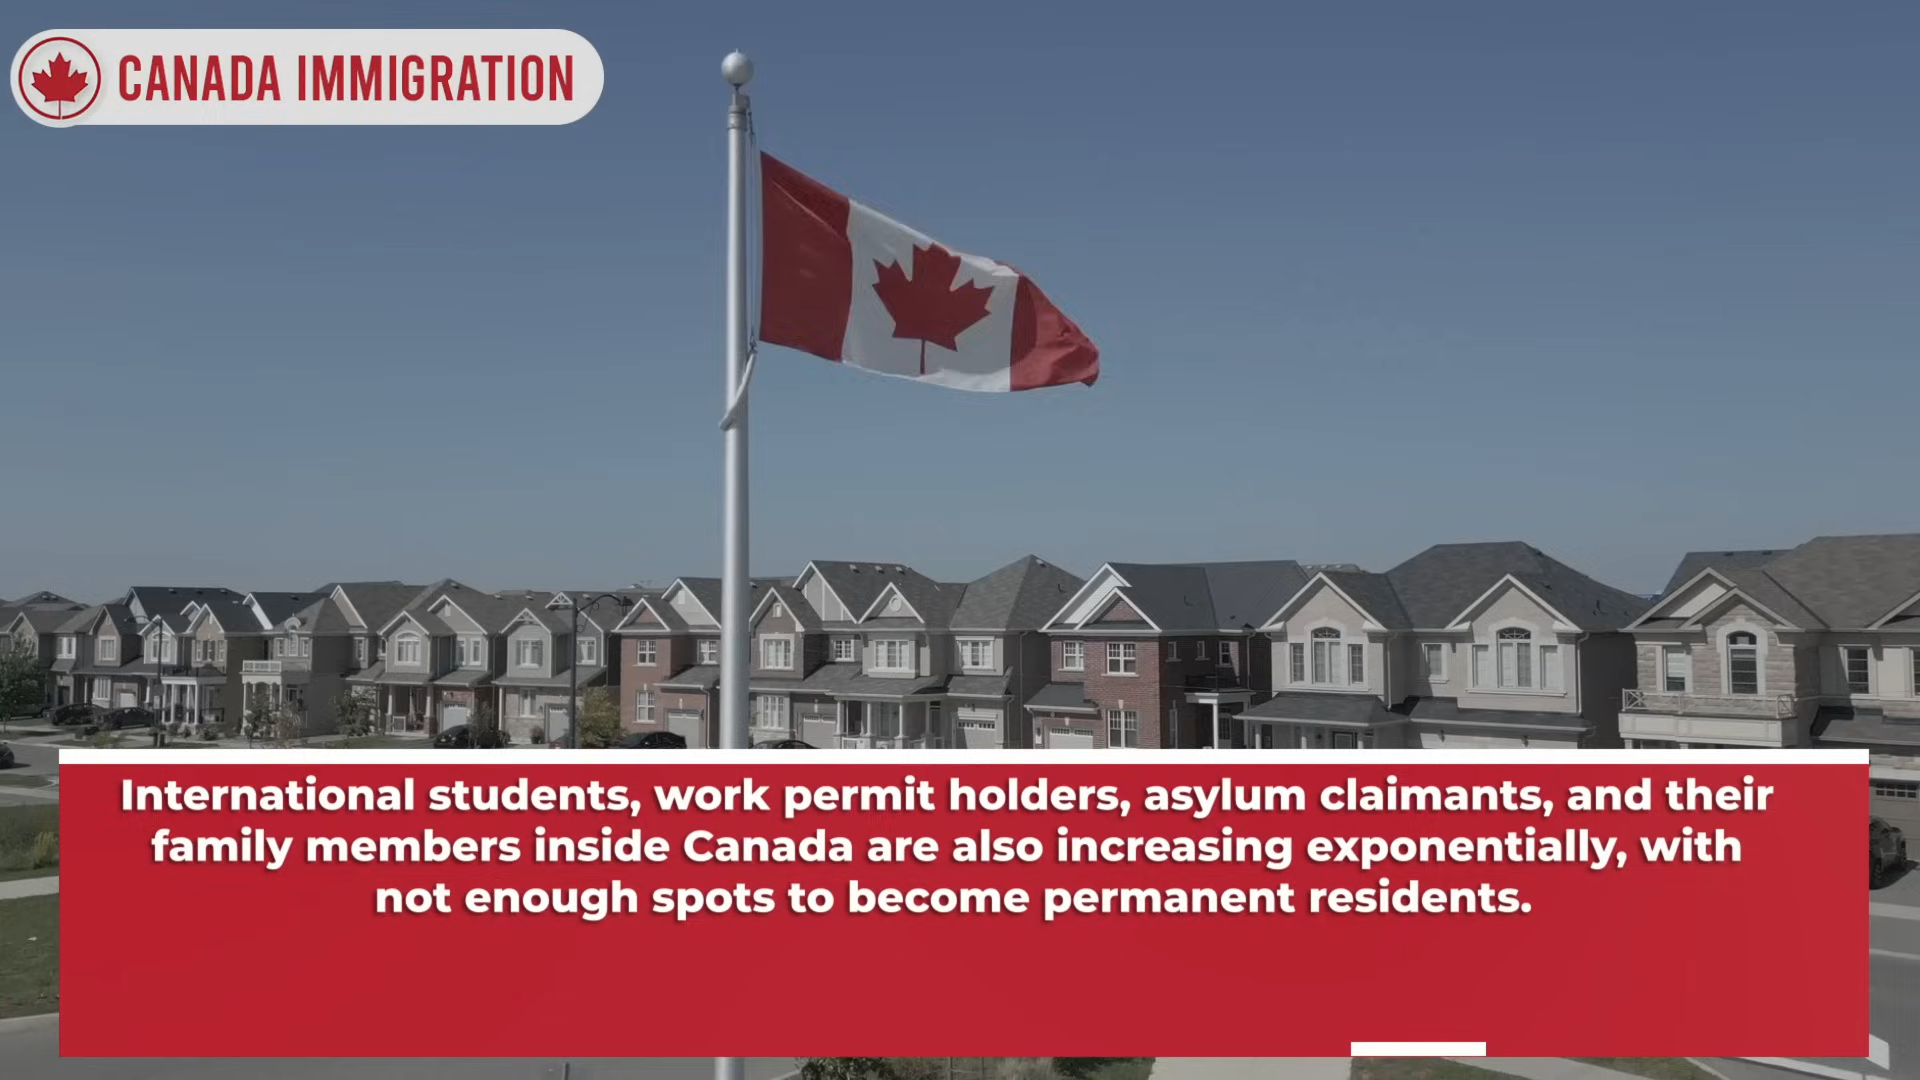 CANADA IMMIGRATION
International students, work permit holders, asylum claimants, and their
family members inside Canada are also increasing exponentially, with
not enough spots to become permanent residents.